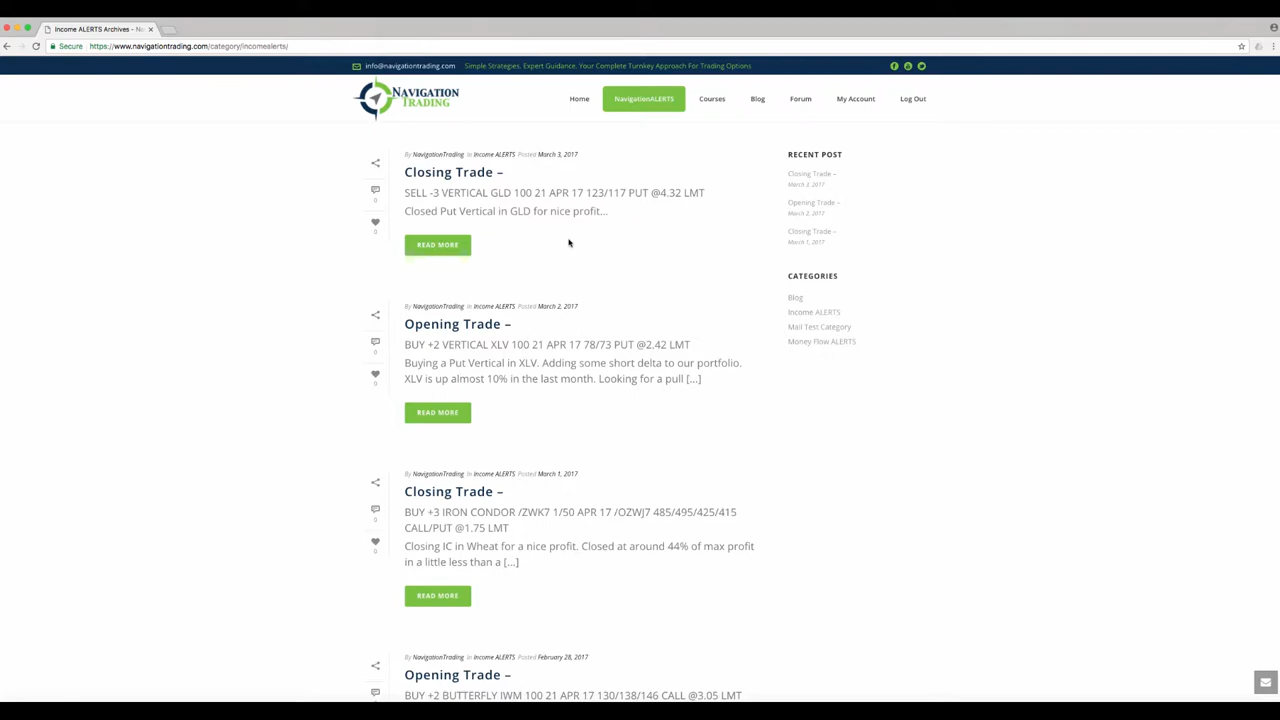 Income ALERTS Archives - Na
Secure https://www.navigationtrading.com/category/incomealerts/
info@navigationtrading.com Simple Strategies. Expert Guidance. Your Complete Turnkey Approach For Trading Options
NAVIGATION
TRADING
Home NavigationALERTS Courses Blog Forum My Account Log Out
By NavigationTrading In Income ALERTS Posted March 3, 2017
Closing Trade –
0
SELL -3 VERTICAL GLD 100 21 APR 17 123/117 PUT @4.32 LMT
Closed Put Vertical in GLD for nice profit...
0
READ MORE
By NavigationTrading In Income ALERTS Posted March 2, 2017
Opening Trade –
0
BUY +2 VERTICAL XLV 100 21 APR 17 78/73 PUT @2.42 LMT
Buying a Put Vertical in XLV. Adding some short delta to our portfolio.
XLV is up almost 10% in the last month. Looking for a pull [...]
0
READ MORE
By NavigationTrading In Income ALERTS Posted March 1, 2017
Closing Trade –
0
BUY +3 IRON CONDOR /ZWK7 1/50 APR 17 /OZWJ7 485/495/425/415
CALL/PUT @1.75 LMT
Closing IC in Wheat for a nice profit. Closed at around 44% of max profit
in a little less than a [...]
0
READ MORE
By NavigationTrading In Income ALERTS Posted February 28, 2017
Opening Trade –
BUY +2 BUTTERFLY IWM 100 21 APR 17 130/138/146 CALL @3.05 LMT
RECENT POST
Closing Trade –
March 3, 2017
Opening Trade –
March 2, 2017
Closing Trade –
March 1, 2017
CATEGORIES
Blog
Income ALERTS
Mail Test Category
Money Flow ALERTS